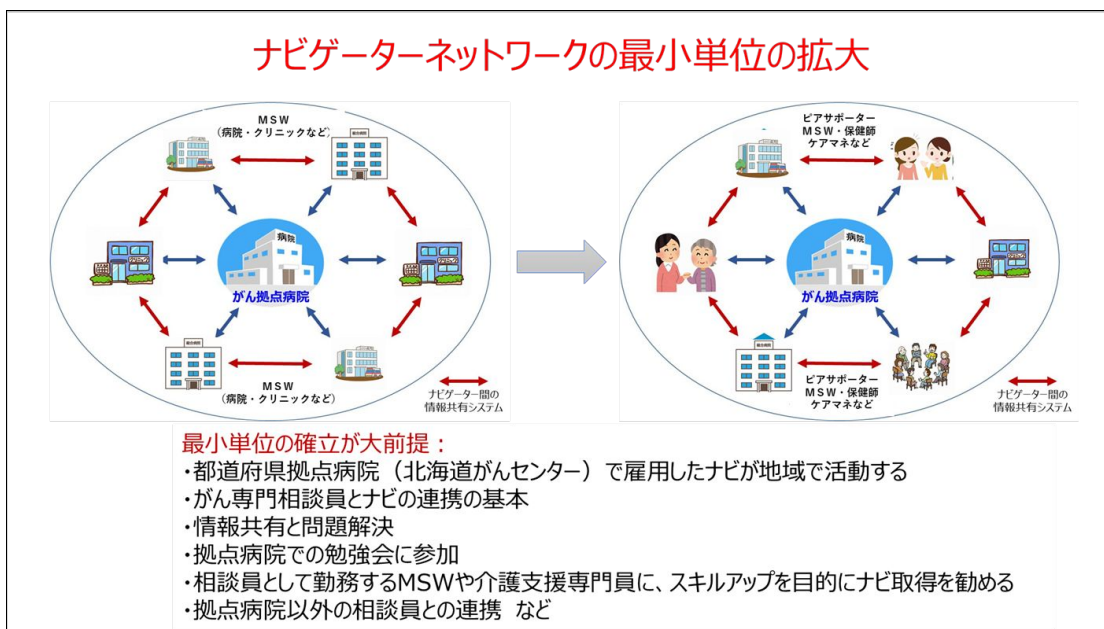 ナビゲーターネットワークの最小単位の拡大
MSW
(病院・クリニックなど)
病院
がん拠点病院
MSW
(病院・クリニックなど)
ナビゲーター間の
情報共有システム
ピアサポーター
MSW・保健師
ケアマネなど
病院
がん拠点病院
ピアサポーター
MSW・保健師
ケアマネなど
ナビゲーター間の
情報共有システム
最小単位の確立が大前提：
・都道府県拠点病院（北海道がんセンター）で雇用したナビが地域で活動する
・がん専門相談員とナビの連携の基本
・情報共有と問題解決
・拠点病院での勉強会に参加
・相談員として勤務するMSWや介護支援専門員に、スキルアップを目的にナビ取得を勧める
・拠点病院以外の相談員との連携 など